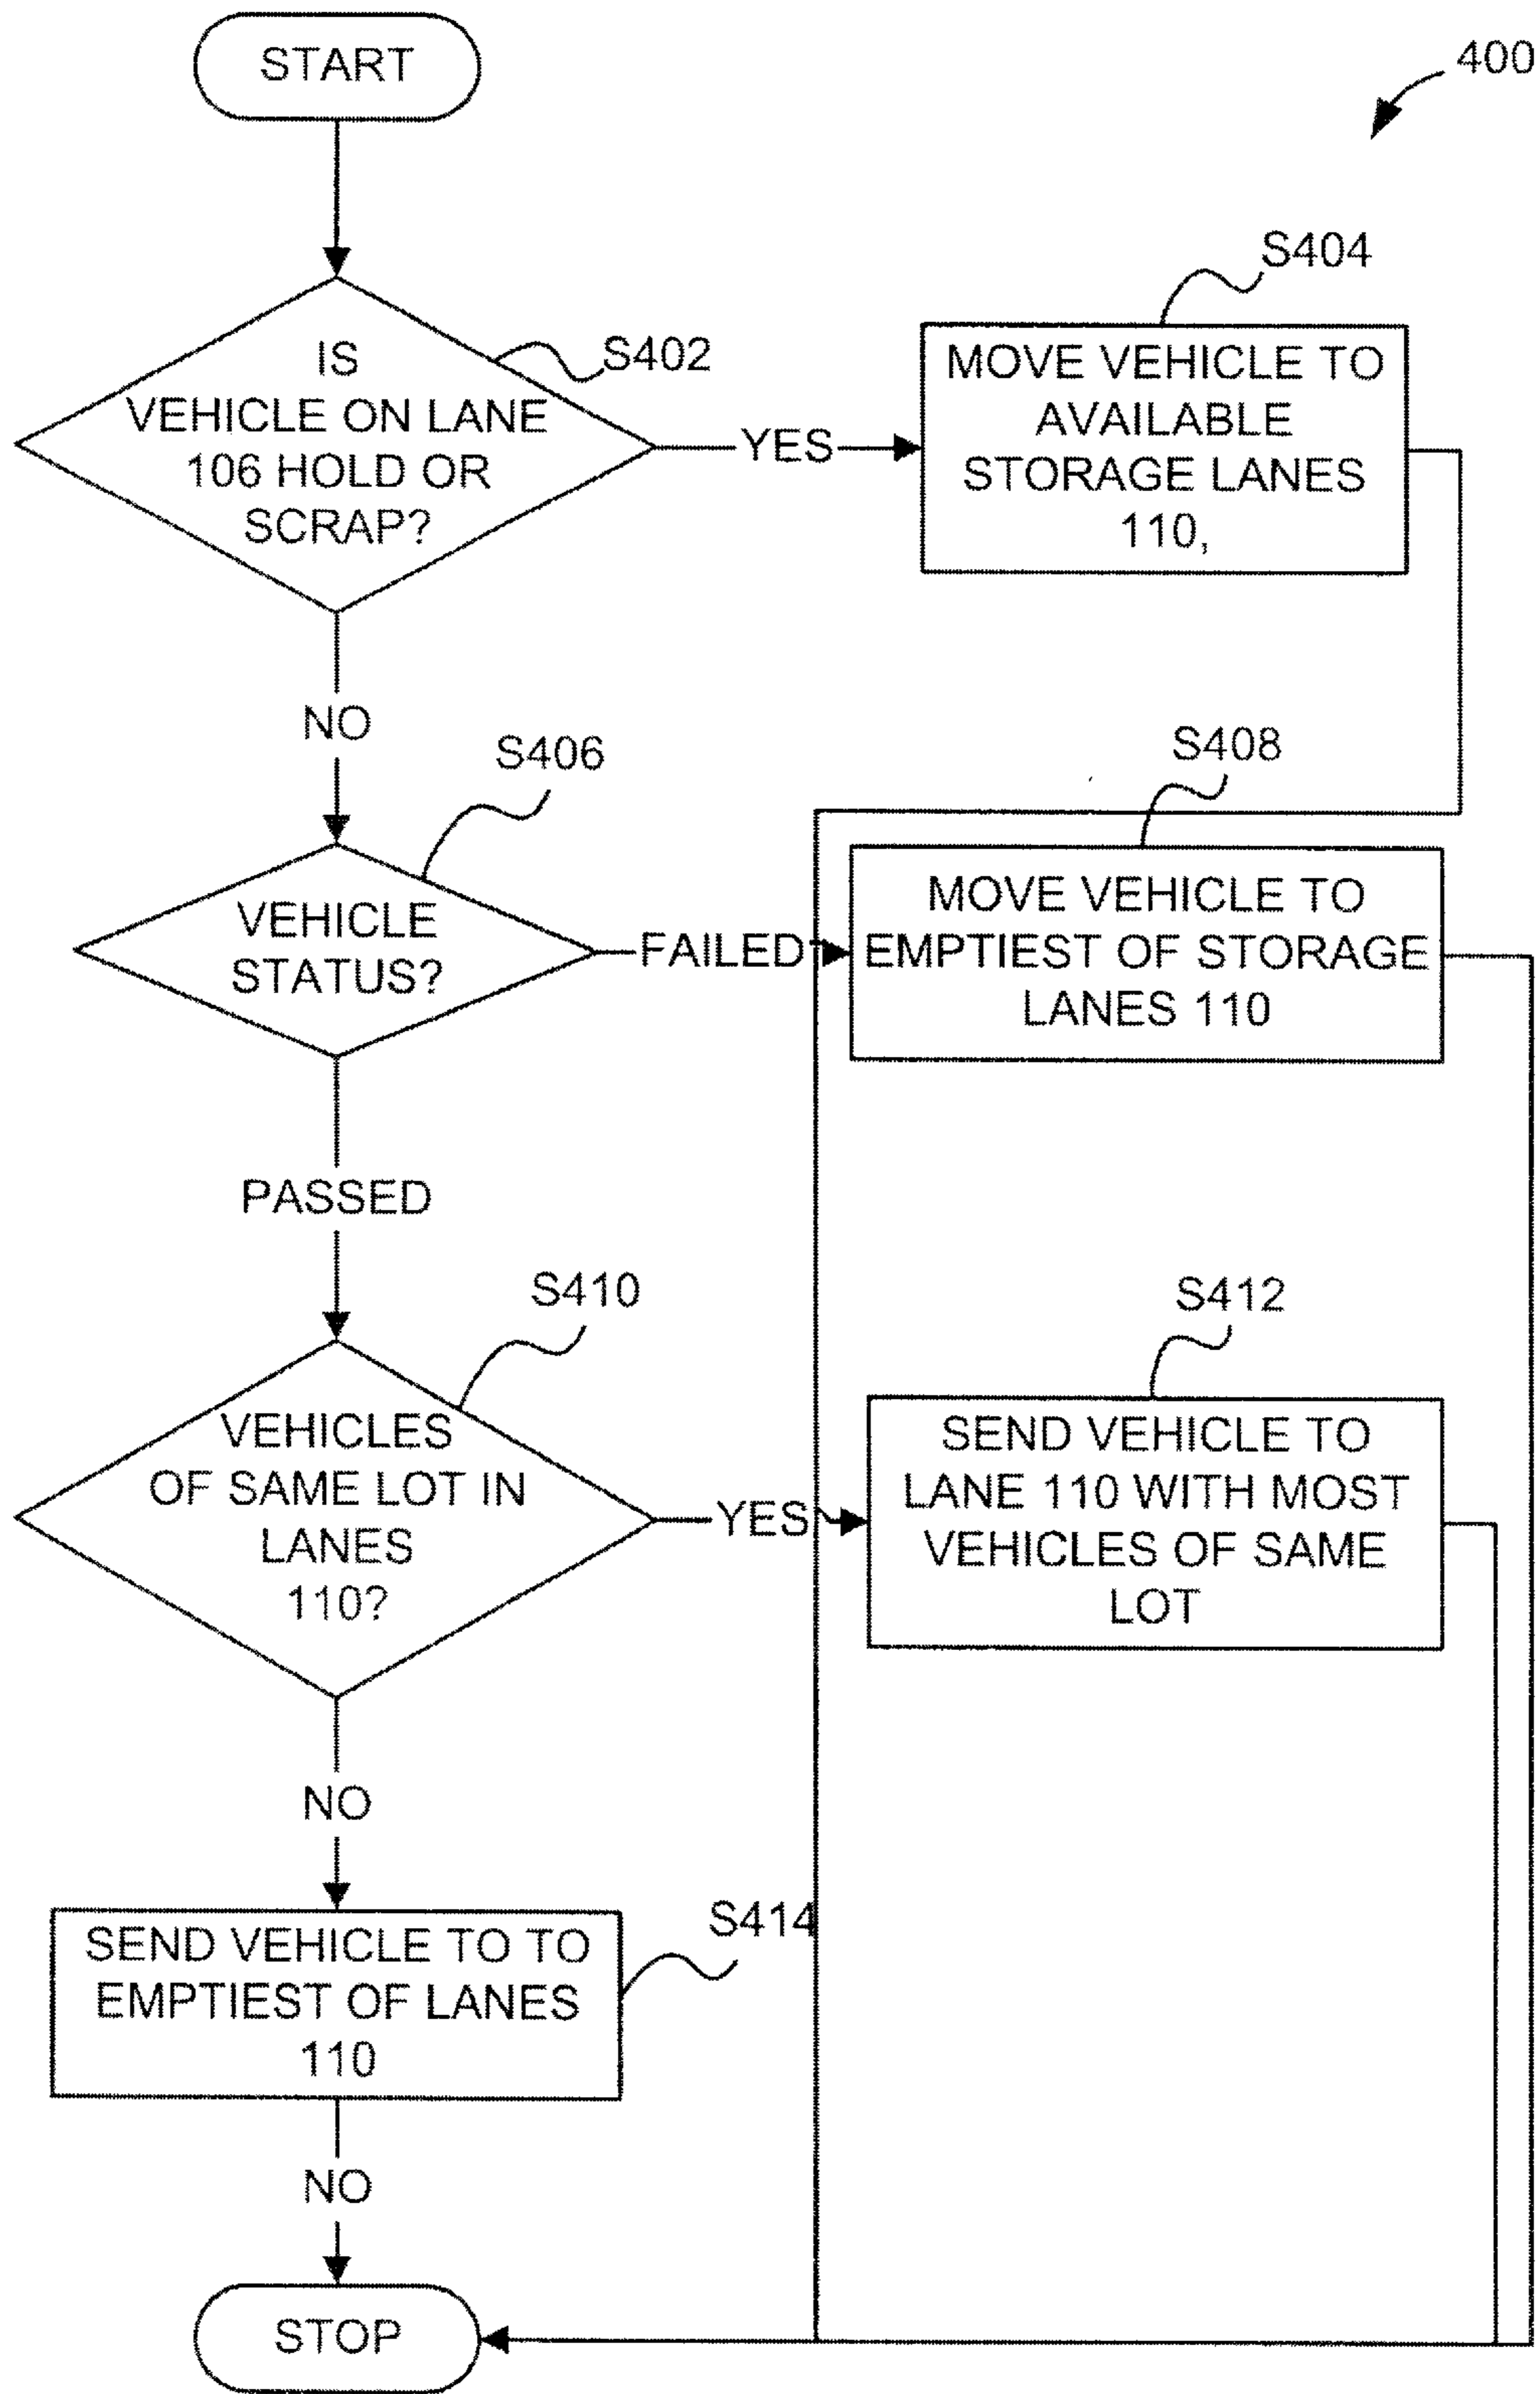 START
400
IS
VEHICLE ON LANE
106 HOLD OR
SCRAP?
S402
YES
S404
MOVE VEHICLE TO
AVAILABLE
STORAGE LANES
110,
NO
S406
VEHICLE
STATUS?
FAILED
S408
MOVE VEHICLE TO
EMPTIEST OF STORAGE
LANES 110
PASSED
S410
VEHICLES
OF SAME LOT IN
LANES
110?
YES
S412
SEND VEHICLE TO
LANE 110 WITH MOST
VEHICLES OF SAME
LOT
NO
S414
SEND VEHICLE TO TO
EMPTIEST OF LANES
110
NO
STOP